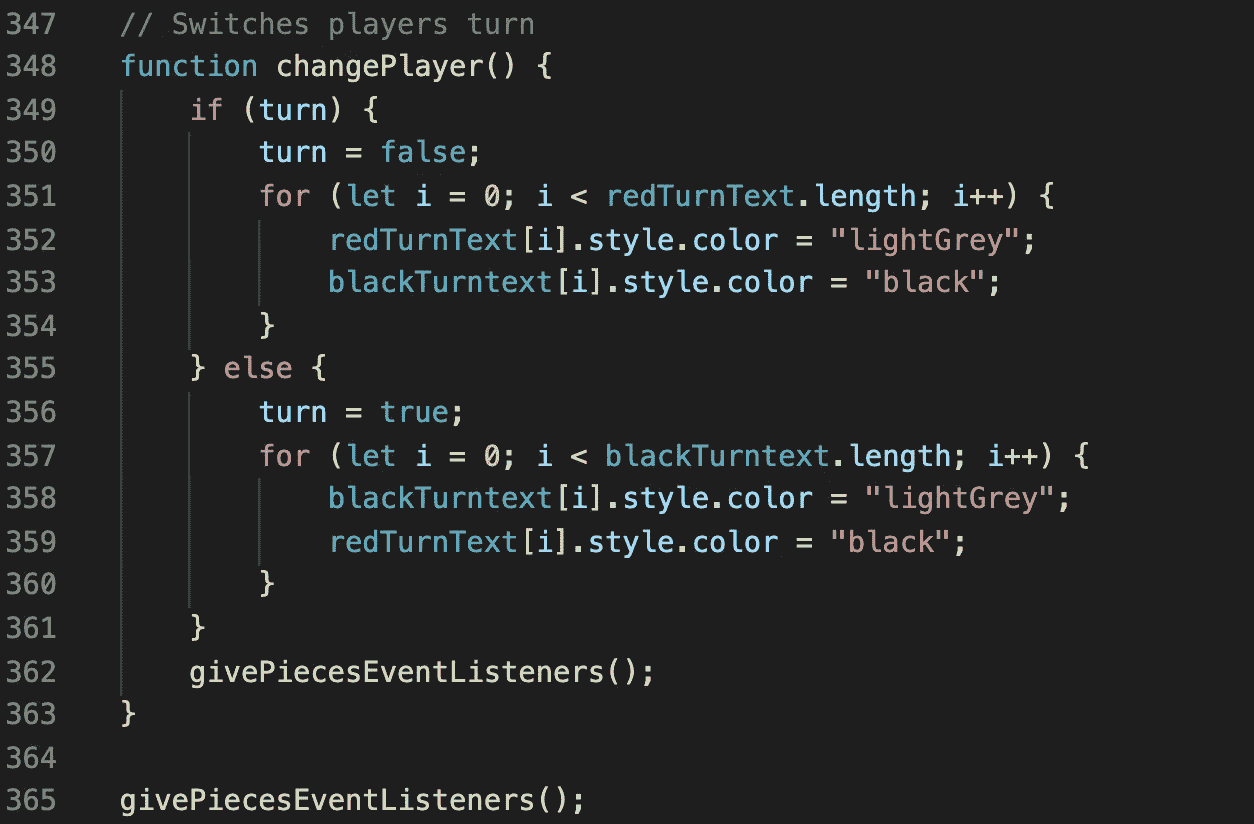 347 // Switches players turn
348 function changePlayer() {
349     if (turn) {
350         turn = false;
351         for (let i = 0; i < redTurnText.length; i++) {
352             redTurnText[i].style.color = "lightGrey";
353             blackTurntext[i].style.color = "black";
354         }
355     } else {
356         turn = true;
357         for (let i = 0; i < blackTurntext.length; i++) {
358             blackTurntext[i].style.color = "lightGrey";
359             redTurnText[i].style.color = "black";
360         }
361     }
362     givePiecesEventListeners();
363 }
364
365 givePiecesEventListeners();